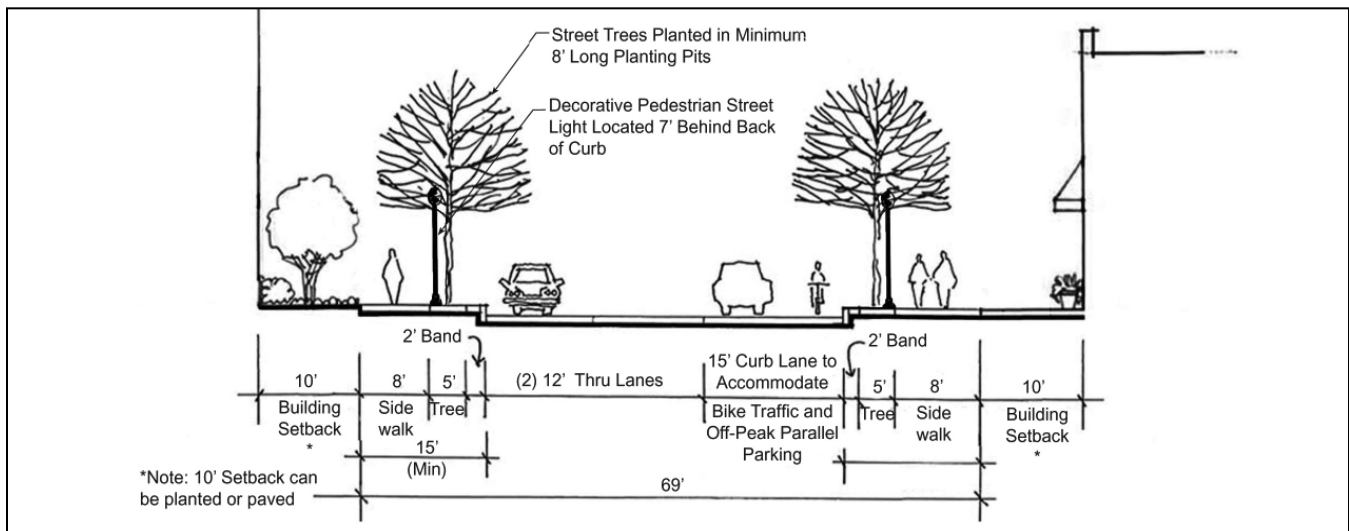 Street Trees Planted in Minimum
8' Long Planting Pits
Decorative Pedestrian Street
Light Located 7' Behind Back
of Curb
2' Band
15' Curb Lane to
Accommodate
2' Band
10'
8'
5'
(2) 12' Thru Lanes
5'
8'
10'
Building
Setback
*
Side
walk
Tree
Bike Traffic and
Off-Peak Parallel
Parking
Tree
Side
walk
Building
Setback
*
15'
(Min)
*Note: 10' Setback can
be planted or paved
69'